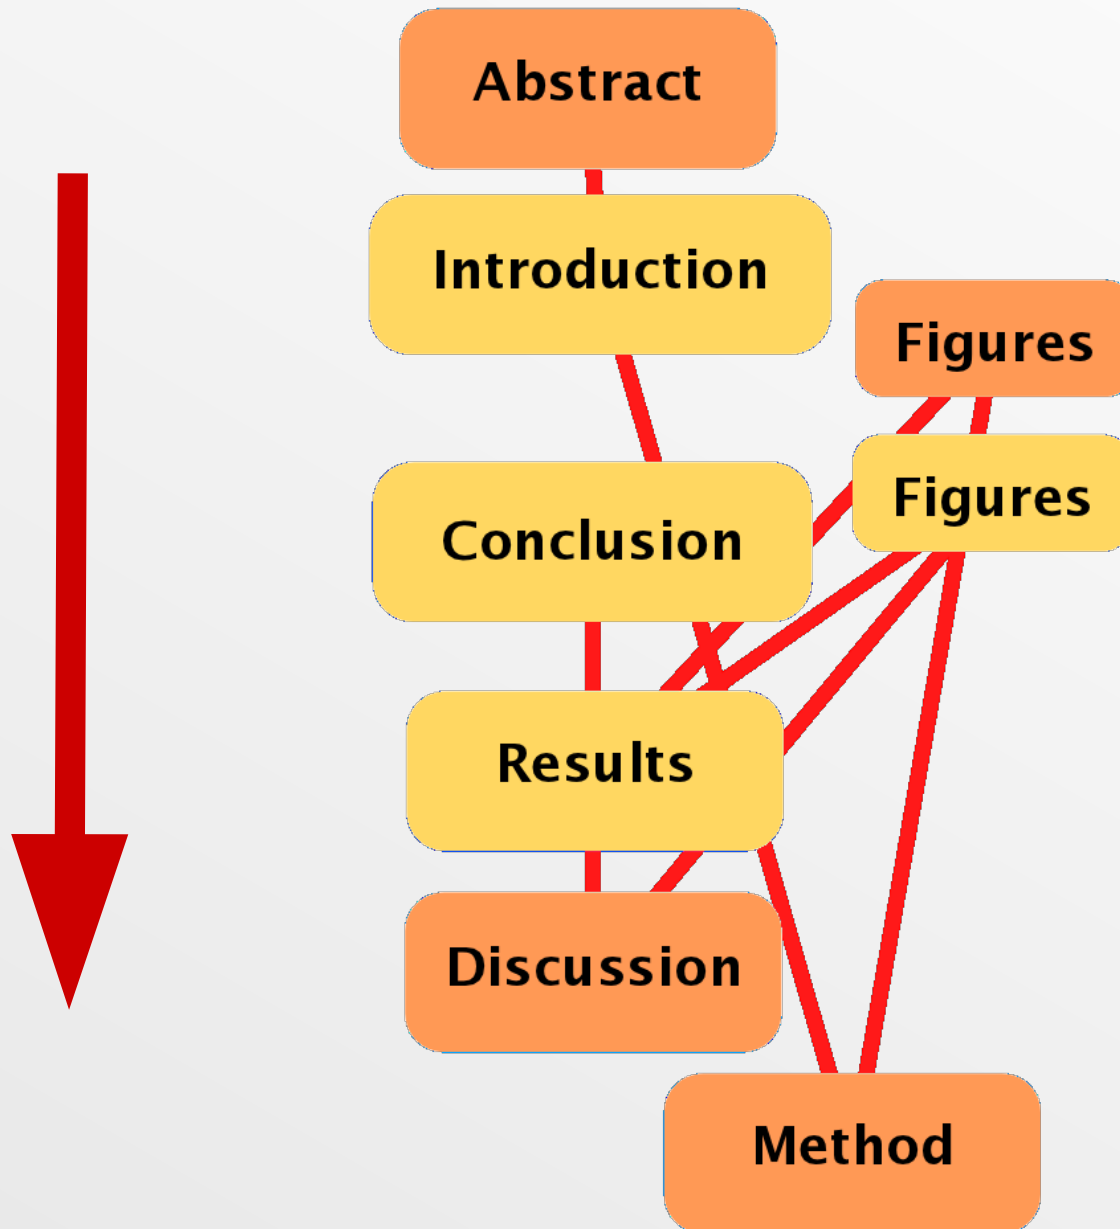 Abstract
Introduction
Figures
Figures
Conclusion
Results
Discussion
Method